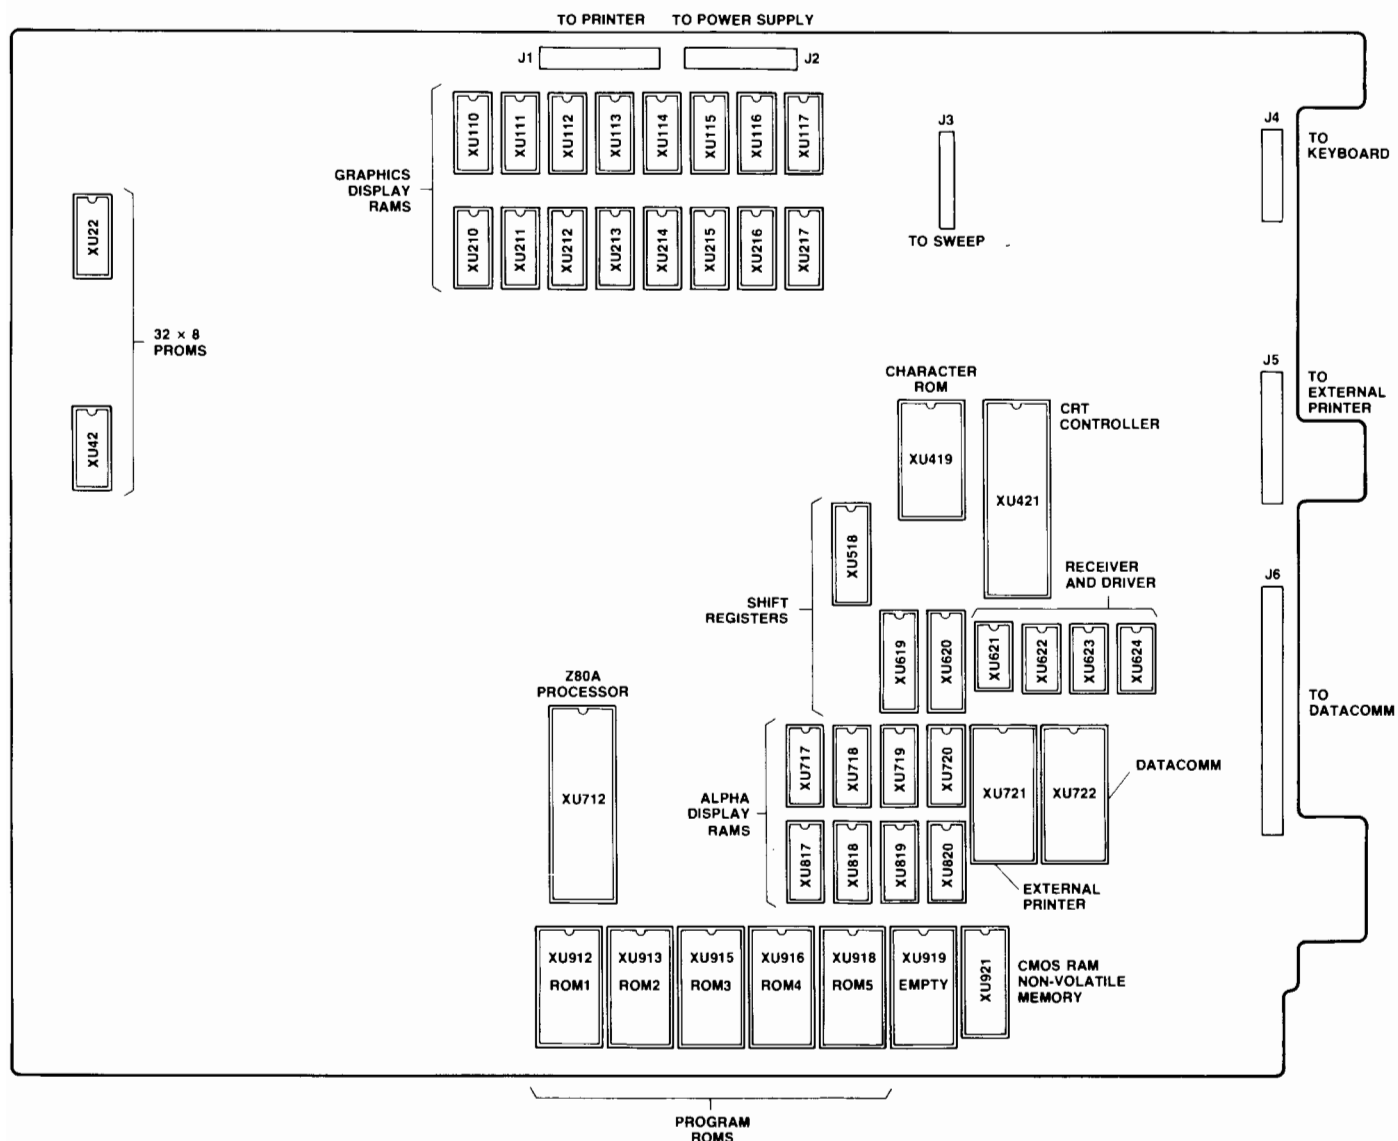 TO PRINTER
TO POWER SUPPLY
J1
J2
XU110
XU111
XU112
XU113
XU114
XU115
XU116
XU117
J3
J4
TO
KEYBOARD
GRAPHICS
DISPLAY
RAMS
XU22
XU210
XU211
XU212
XU213
XU214
XU215
XU216
XU217
TO SWEEP
32 × 8
PROMS
XU42
CHARACTER
ROM
XU419
CRT
CONTROLLER
XU421
J5
TO
EXTERNAL
PRINTER
XU518
RECEIVER
AND DRIVER
J6
SHIFT
REGISTERS
XU619
XU620
XU621
XU622
XU623
XU624
Z80A
PROCESSOR
TO
DATACOMM
XU712
XU717
XU718
XU719
XU720
XU721
XU722
DATACOMM
ALPHA
DISPLAY
RAMS
XU817
XU818
XU819
XU820
EXTERNAL
PRINTER
XU912
ROM1
XU913
ROM2
XU915
ROM3
XU916
ROM4
XU918
ROM5
XU919
EMPTY
XU921
CMOS RAM
NON-VOLATILE
MEMORY
PROGRAM
ROMS